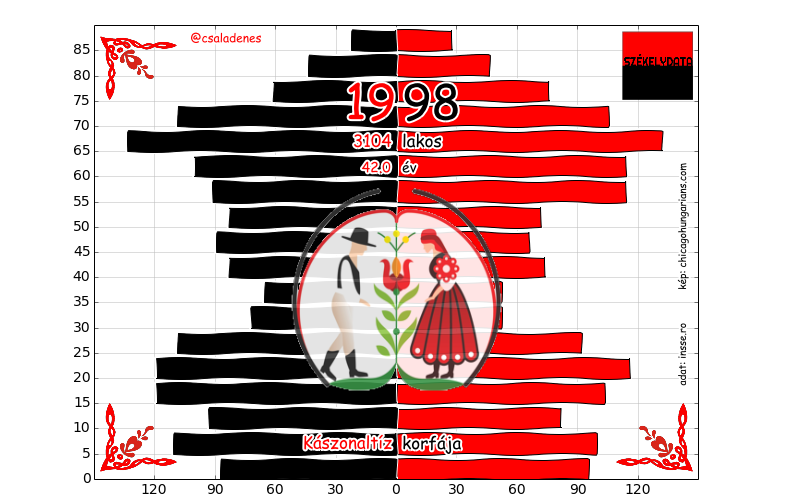 @csaladenes
SZÉKELYDATA
1998
3104 lakos
42,0 év
kép: chicagohungarians.com
adat: insse.ro
Kászonaltíz korfája
85
80
75
70
65
60
55
50
45
40
35
30
25
20
15
10
5
0
120 90 60 30 0 30 60 90 120